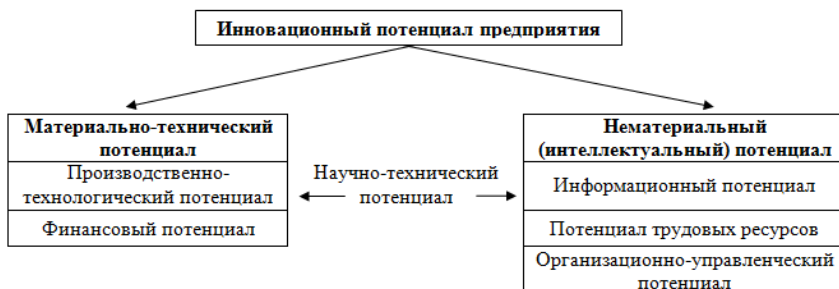 Инновационный потенциал предприятия
Материально-технический
потенциал
Производственно-
технологический потенциал
Финансовый потенциал
Научно-технический
потенциал
Нематериальный
(интеллектуальный) потенциал
Информационный потенциал
Потенциал трудовых ресурсов
Организационно-управленческий
потенциал